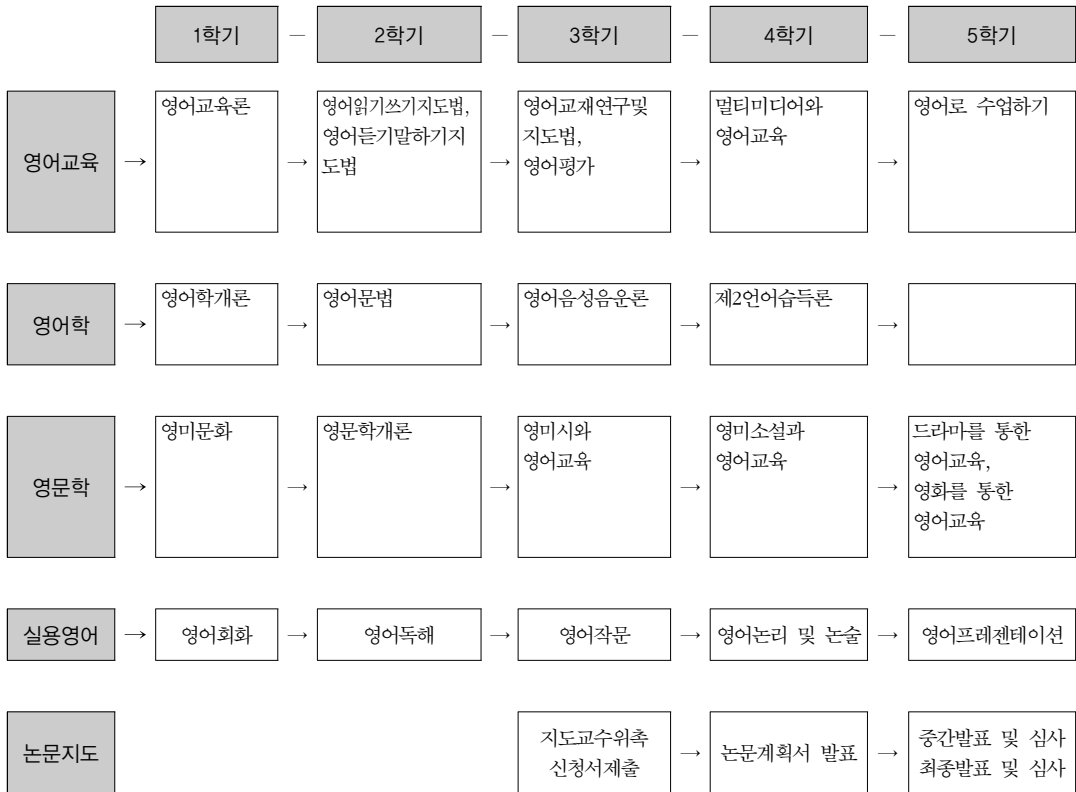 1학기 – 2학기 – 3학기 – 4학기 – 5학기
영어교육 → 영어교육론 → 영어읽기쓰기지도법, → 영어교재연구및 → 멀티미디어와 → 영어로 수업하기
영어듣기말하기지 지도법, 영어교육
도법 영어평가
영어학 → 영어학개론 → 영어문법 → 영어음성음운론 → 제2언어습득론 →
영문학 → 영미문화 → 영문학개론 → 영미시와 → 영미소설과 → 드라마를 통한
영어교육 영어교육 영어교육,
영화를 통한
영어교육
실용영어 → 영어회화 → 영어독해 → 영어작문 → 영어논리 및 논술 → 영어프레젠테이션
논문지도 지도교수위촉 → 논문계획서 발표 → 중간발표 및 심사
신청서제출 최종발표 및 심사